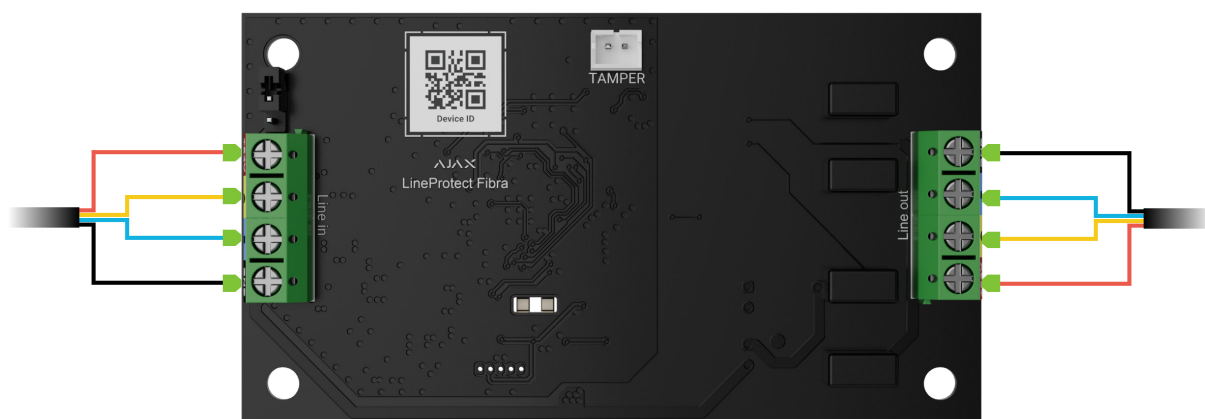 TAMPER
Device ID
AJAX
LineProtect Fibra
Line in
Line out